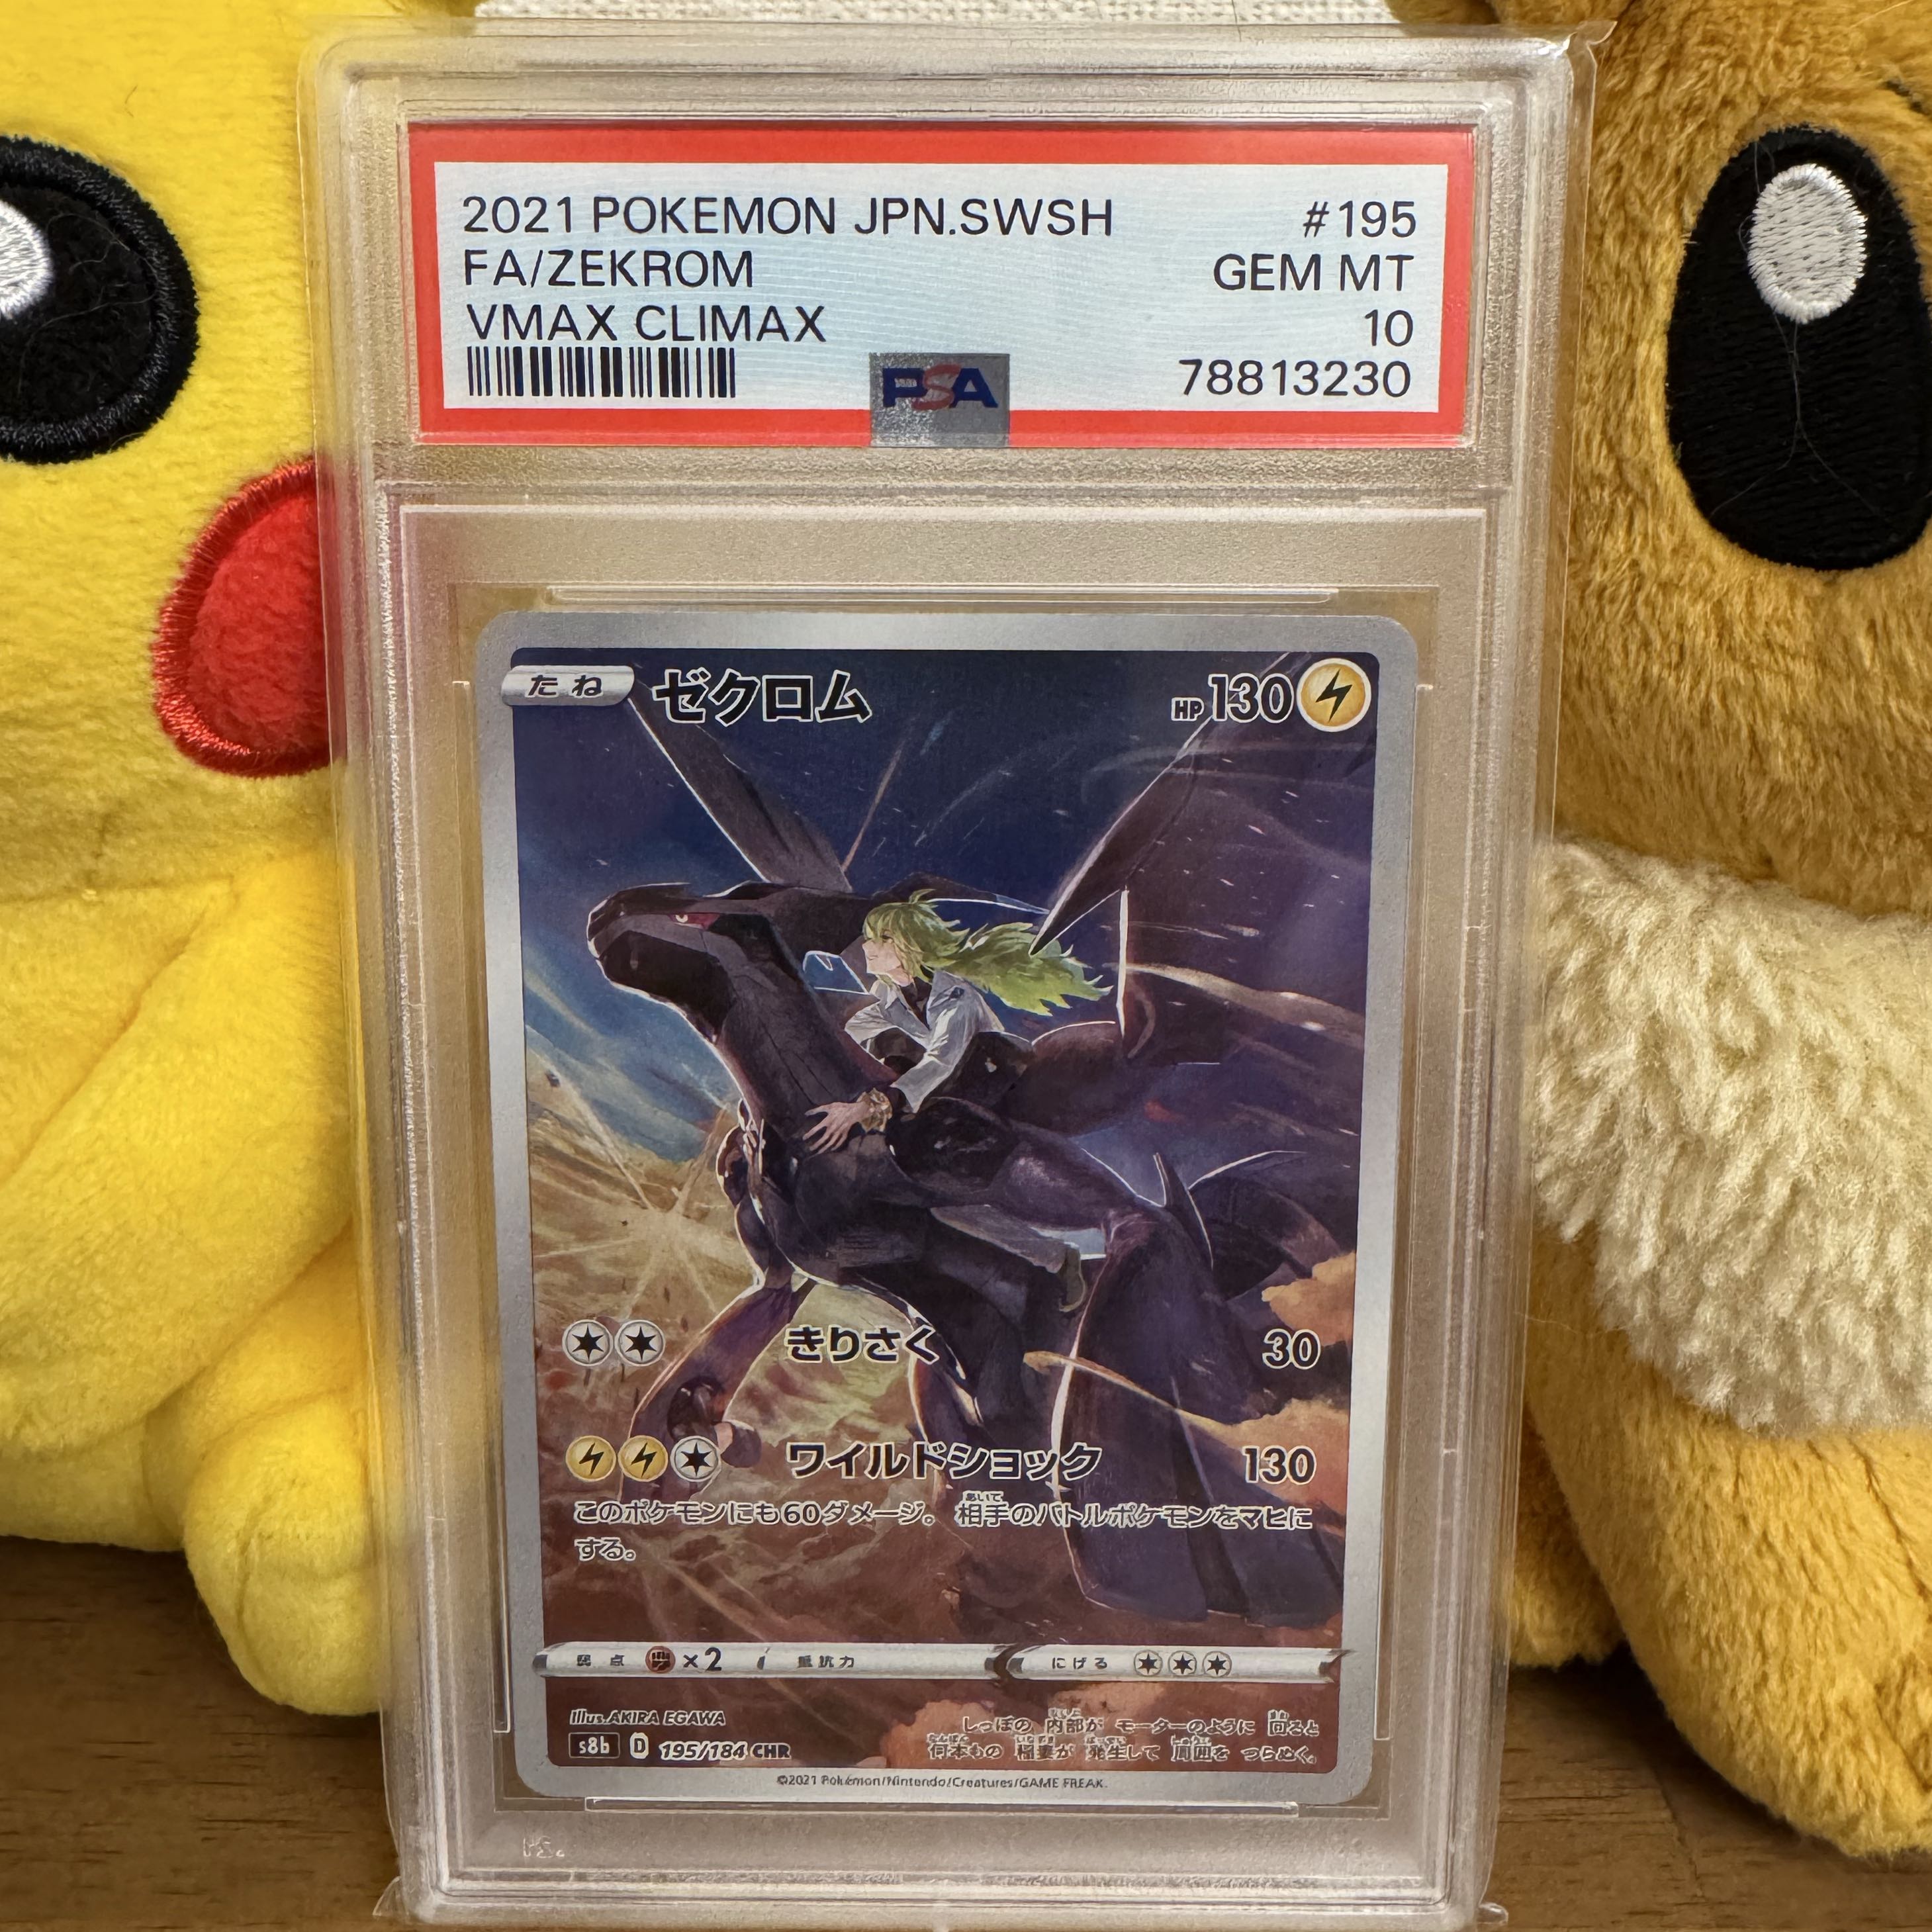 2021 POKEMON JPN.SWSH #195
FA/ZEKROM GEM MT
VMAX CLIMAX 10
PSA 78813230
たね ゼクロム HP 130
きりさく 30
ワイルドショック 130
このポケモンにも60ダメージ。相手のバトルポケモンをマヒに
する。
弱点 ×2 抵抗力 にげる
illus.AKIRA EGAWA
しっぽの 内部が モーターのように 回ると
何本もの 稲妻が 発生して 周囲を つらぬく。
s8b D 195/184 CHR
©2021 Pokémon/Nintendo/Creatures/GAME FREAK.